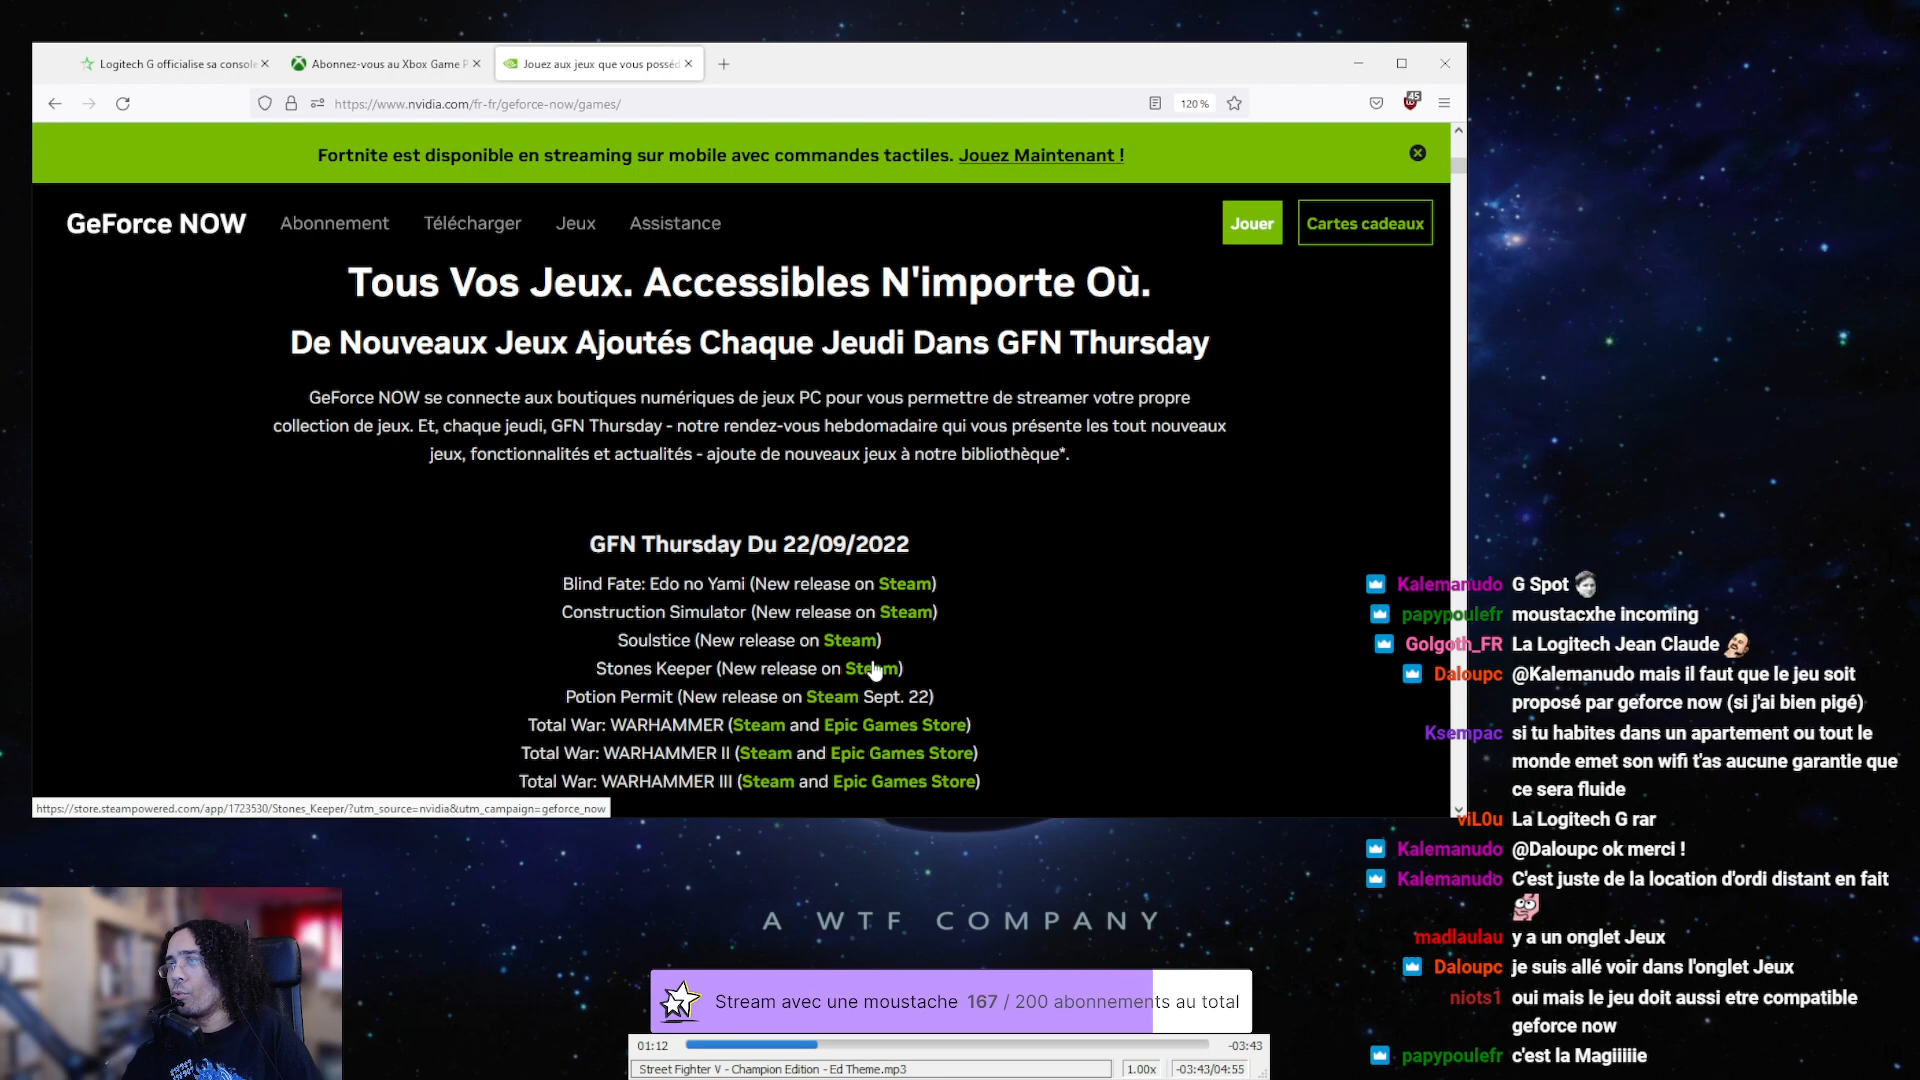 Logitech G officialise sa console
Abonnez-vous au Xbox Game P
Jouez aux jeux que vous posséd
https://www.nvidia.com/fr-fr/geforce-now/games/
120 %
45
Fortnite est disponible en streaming sur mobile avec commandes tactiles. Jouez Maintenant !
GeForce NOW
Abonnement
Télécharger
Jeux
Assistance
Jouer
Cartes cadeaux
Tous Vos Jeux. Accessibles N'importe Où.
De Nouveaux Jeux Ajoutés Chaque Jeudi Dans GFN Thursday
GeForce NOW se connecte aux boutiques numériques de jeux PC pour vous permettre de streamer votre propre
collection de jeux. Et, chaque jeudi, GFN Thursday - notre rendez-vous hebdomadaire qui vous présente les tout nouveaux
jeux, fonctionnalités et actualités - ajoute de nouveaux jeux à notre bibliothèque*.
GFN Thursday Du 22/09/2022
Blind Fate: Edo no Yami (New release on Steam)
Construction Simulator (New release on Steam)
Soulstice (New release on Steam)
Stones Keeper (New release on Steam)
Potion Permit (New release on Steam Sept. 22)
Total War: WARHAMMER (Steam and Epic Games Store)
Total War: WARHAMMER II (Steam and Epic Games Store)
Total War: WARHAMMER III (Steam and Epic Games Store)
https://store.steampowered.com/app/1723530/Stones_Keeper/?utm_source=nvidia&utm_campaign=geforce_now
Kalemanudo G Spot
papypoulefr moustacxhe incoming
Golgoth_FR La Logitech Jean Claude
Daloupc @Kalemanudo mais il faut que le jeu soit
proposé par geforce now (si j'ai bien pigé)
Ksempac si tu habites dans un apartement ou tout le
monde emet son wifi t'as aucune garantie que
ce sera fluide
viL0u La Logitech G rar
Kalemanudo @Daloupc ok merci !
Kalemanudo C'est juste de la location d'ordi distant en fait
madlaulau y a un onglet Jeux
Daloupc je suis allé voir dans l'onglet Jeux
niots1 oui mais le jeu doit aussi etre compatible
geforce now
papypoulefr c'est la Magiiiiie
A WTF COMPANY
Stream avec une moustache 167 / 200 abonnements au total
01:12
-03:43
Street Fighter V - Champion Edition - Ed Theme.mp3
1.00x
-03:43/04:55